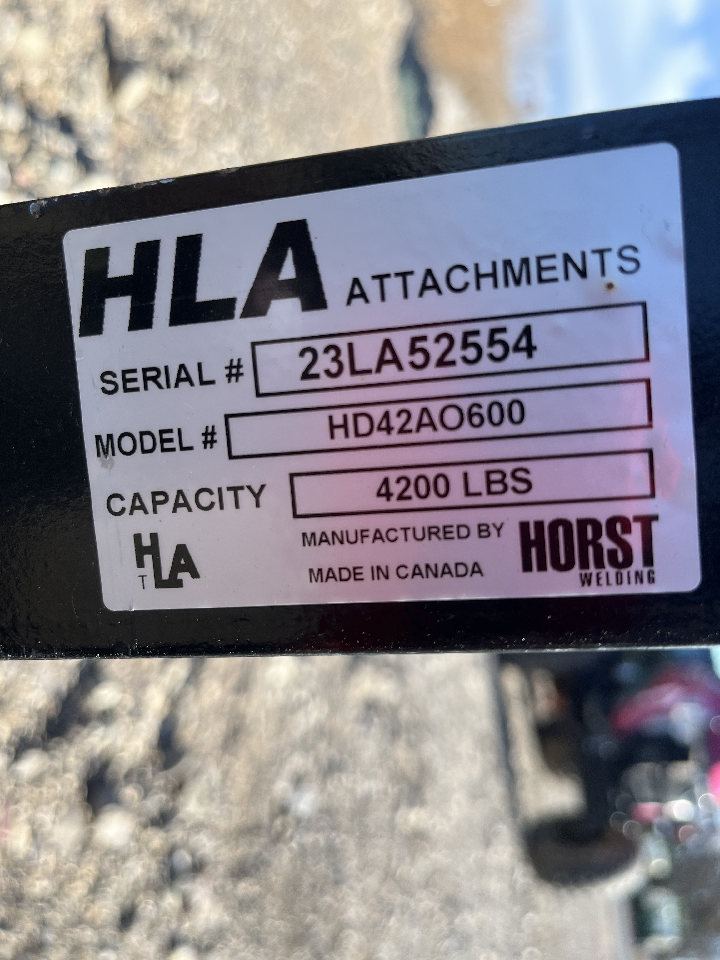 HLA ATTACHMENTS
SERIAL # 23LA52554
MODEL # HD42AO600
CAPACITY 4200 LBS
HLA
T
MANUFACTURED BY HORST
WELDING
MADE IN CANADA